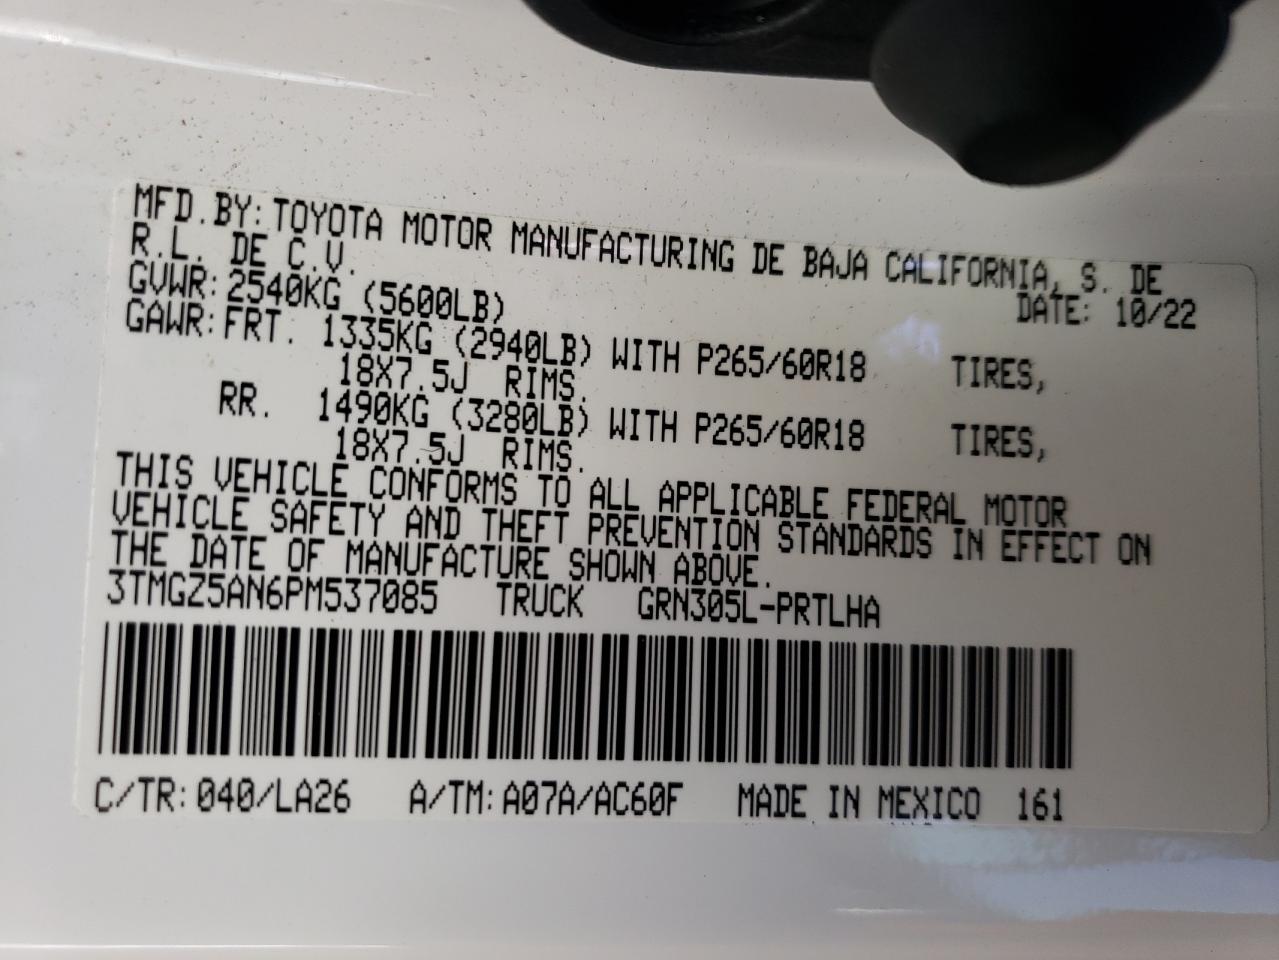 MFD. BY: TOYOTA MOTOR MANUFACTURING DE BAJA CALIFORNIA, S. DE
R.L. DE C.V. DATE: 10/22
GVWR: 2540KG (5600LB)
GAWR: FRT. 1335KG (2940LB) WITH P265/60R18 TIRES,
18X7.5J RIMS.
RR. 1490KG (3280LB) WITH P265/60R18 TIRES,
18X7.5J RIMS.
THIS VEHICLE CONFORMS TO ALL APPLICABLE FEDERAL MOTOR
VEHICLE SAFETY AND THEFT PREVENTION STANDARDS IN EFFECT ON
THE DATE OF MANUFACTURE SHOWN ABOVE.
3TMGZ5AN6PM537085 TRUCK GRN305L-PRTLHA
C/TR: 040/LA26 A/TM: A07A/AC60F MADE IN MEXICO 161